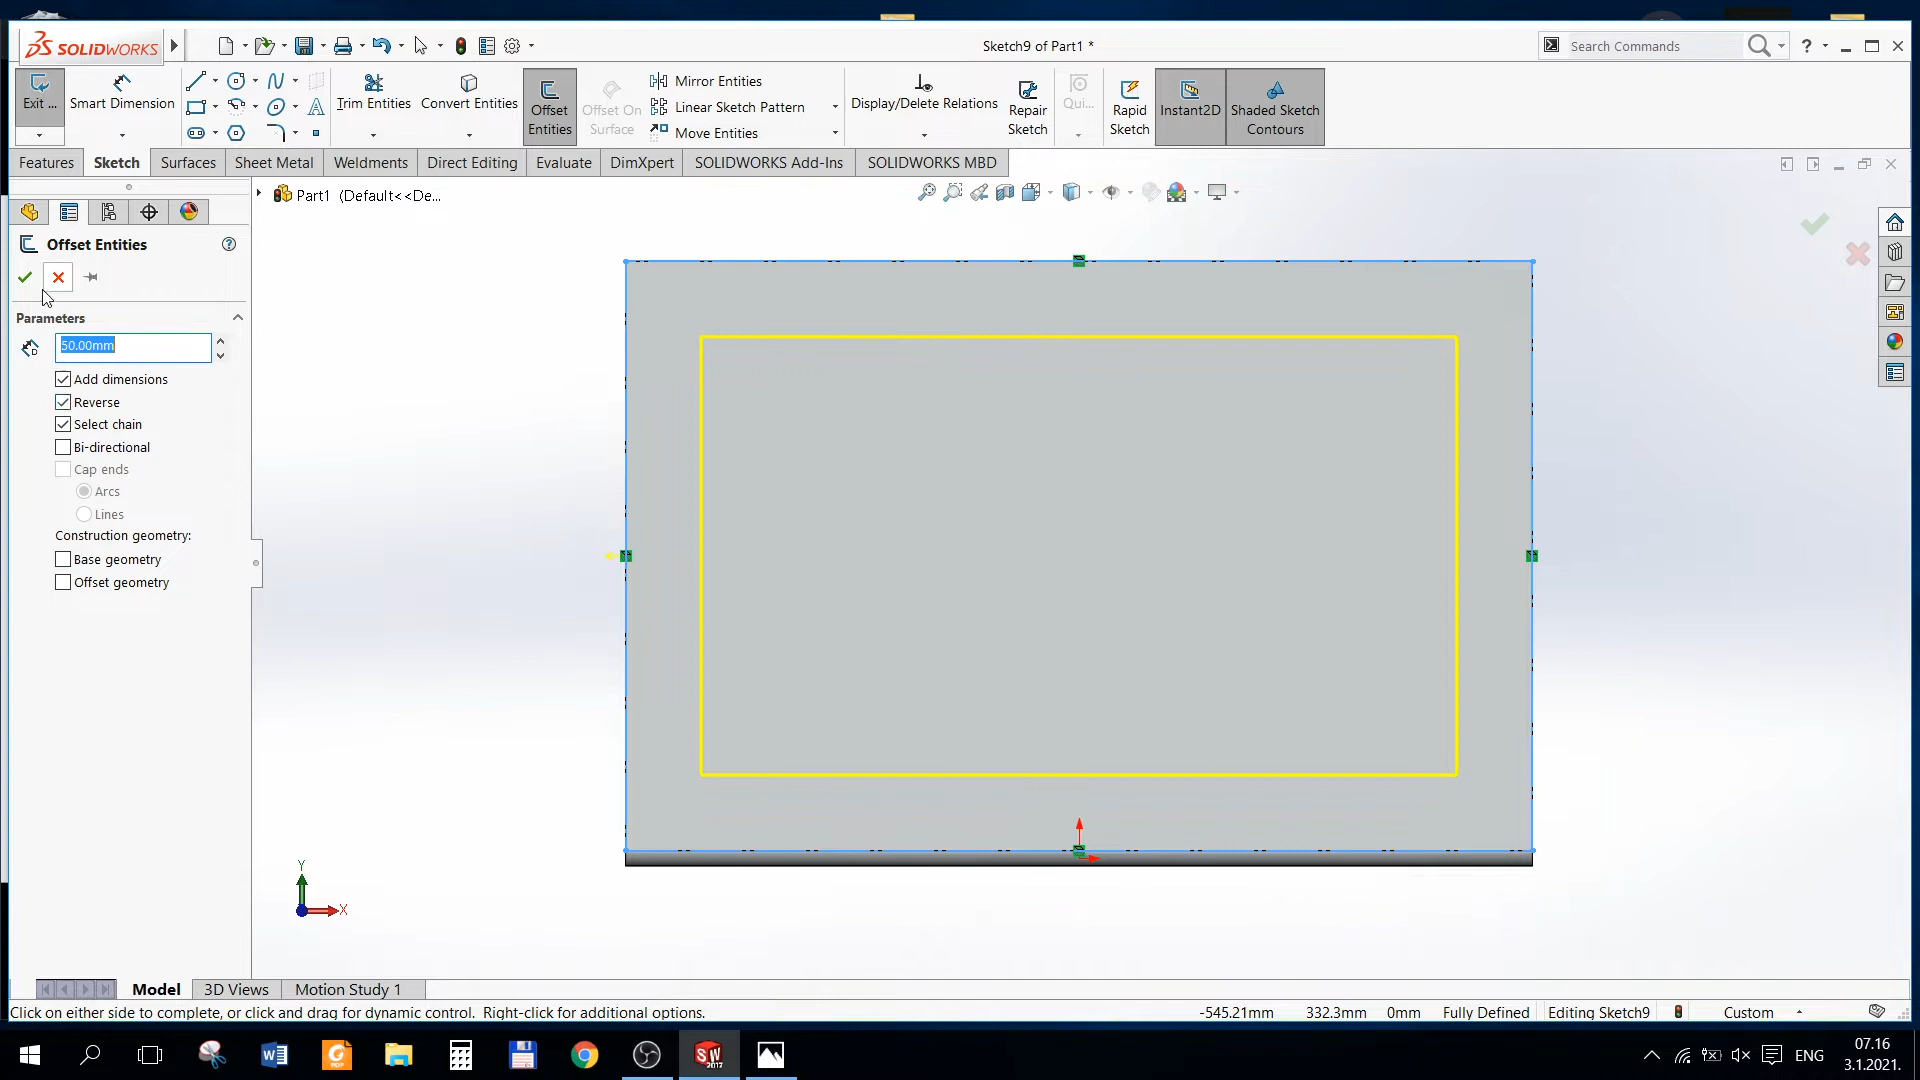 SOLIDWORKS
Sketch9 of Part1 *
Search Commands
?
Exit ...
Smart Dimension
Trim Entities
Convert Entities
Offset Entities
Offset On Surface
Mirror Entities
Linear Sketch Pattern
Move Entities
Display/Delete Relations
Repair Sketch
Qui...
Rapid Sketch
Instant2D
Shaded Sketch Contours
Features
Sketch
Surfaces
Sheet Metal
Weldments
Direct Editing
Evaluate
DimXpert
SOLIDWORKS Add-Ins
SOLIDWORKS MBD
Part1 (Default<<De...
Offset Entities
Parameters
50.00mm
Add dimensions
Reverse
Select chain
Bi-directional
Cap ends
Arcs
Lines
Construction geometry:
Base geometry
Offset geometry
Y
X
Model
3D Views
Motion Study 1
Click on either side to complete, or click and drag for dynamic control. Right-click for additional options.
-545.21mm
332.3mm
0mm
Fully Defined
Editing Sketch9
Custom
ENG
07.16
3.1.2021.